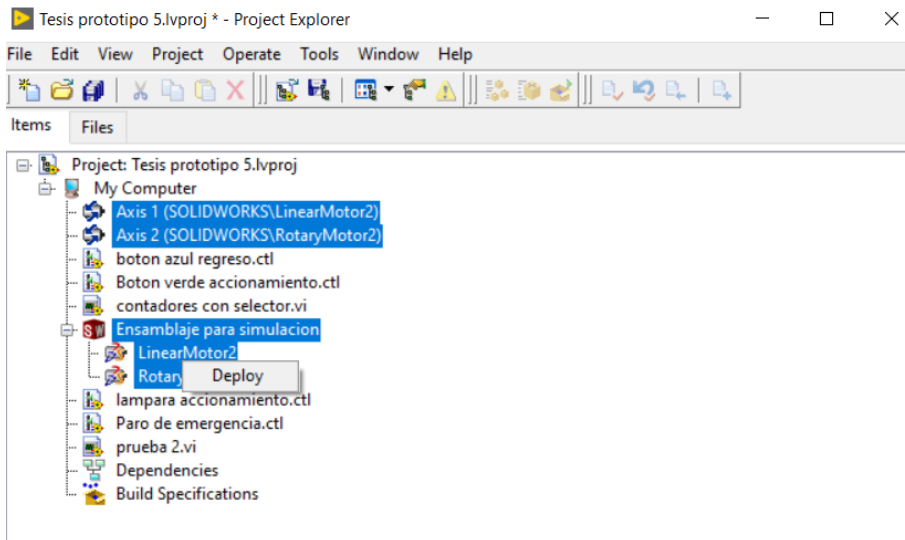 Tesis prototipo 5.lvproj * - Project Explorer
File Edit View Project Operate Tools Window Help
Items Files
Project: Tesis prototipo 5.lvproj
My Computer
Axis 1 (SOLIDWORKS\LinearMotor2)
Axis 2 (SOLIDWORKS\RotaryMotor2)
boton azul regreso.ctl
Boton verde accionamiento.ctl
contadores con selector.vi
SW Ensamblaje para simulacion
LinearMotor2
Rotary Deploy
lampara accionamiento.ctl
Paro de emergencia.ctl
prueba 2.vi
Dependencies
Build Specifications